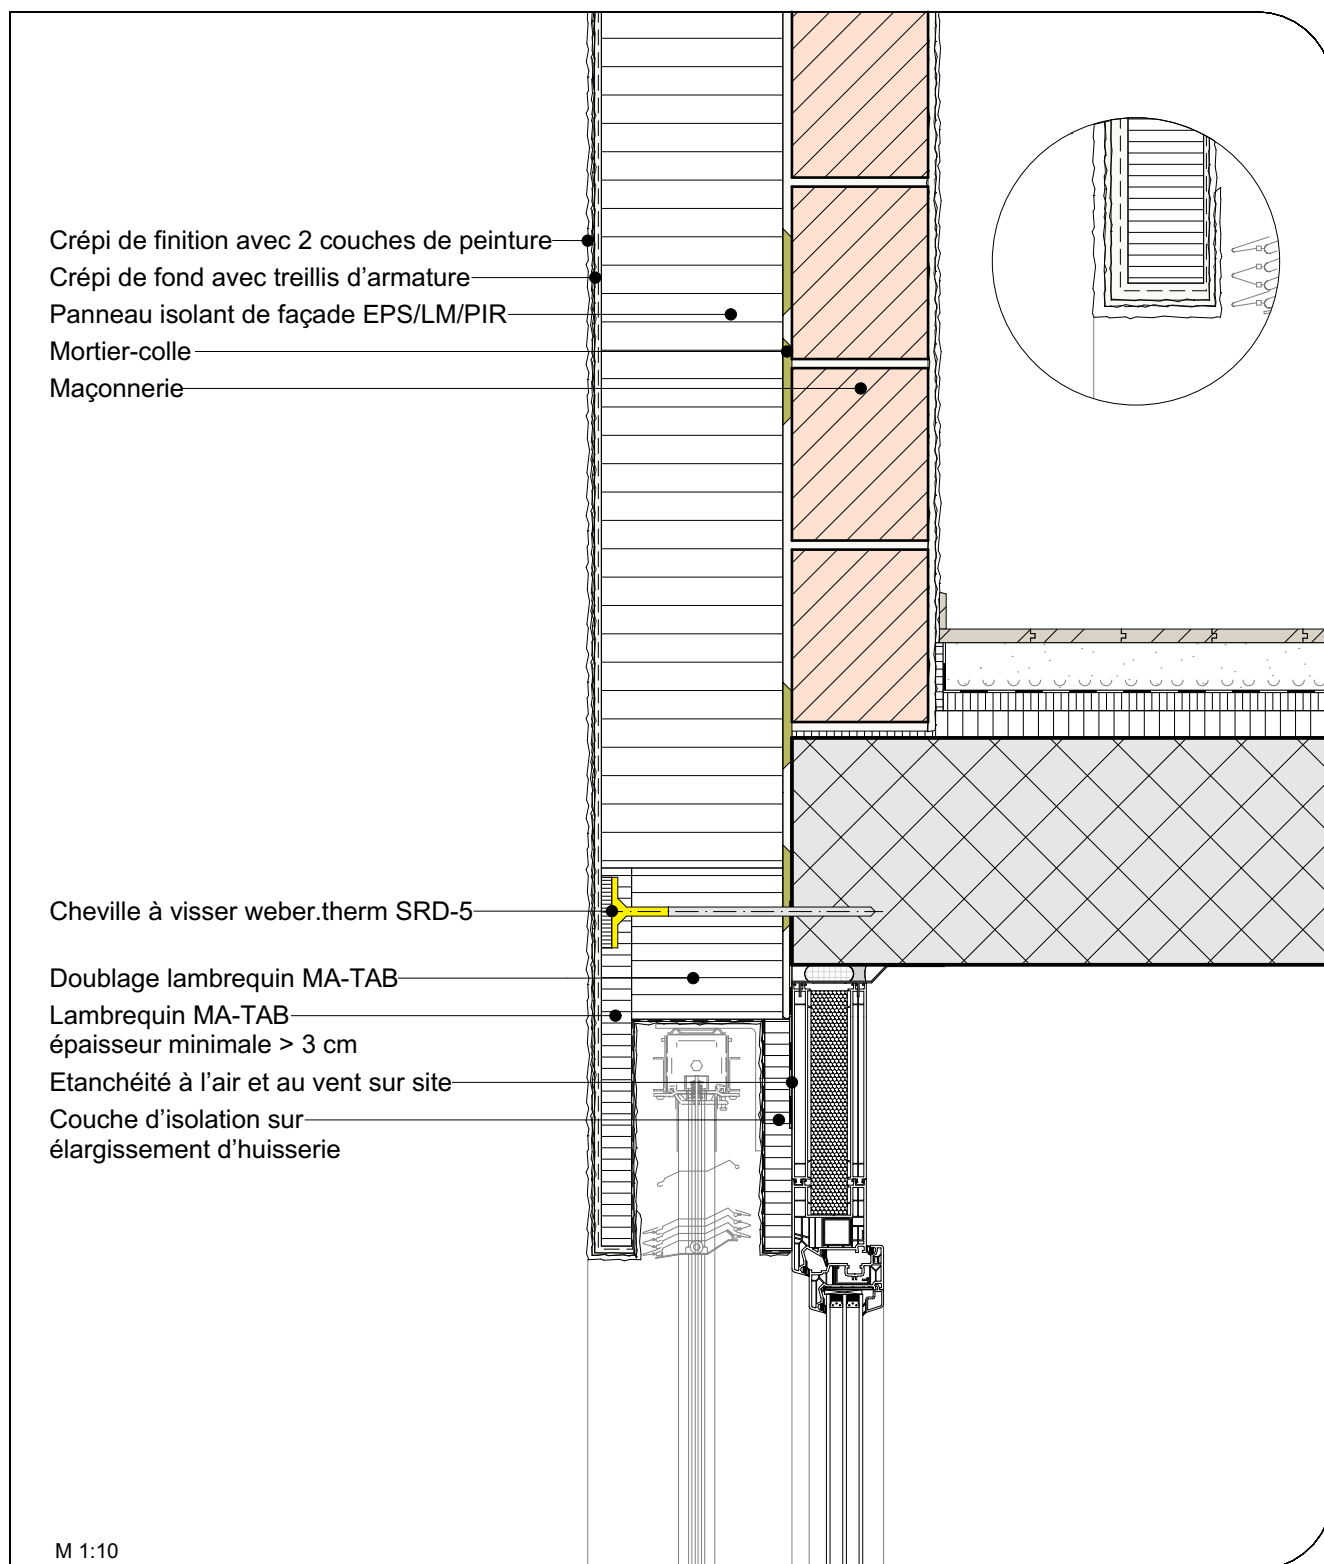 Crépi de finition avec 2 couches de peinture
Crépi de fond avec treillis d'armature
Panneau isolant de façade EPS/LM/PIR
Mortier-colle
Maçonnerie
Cheville à visser weber.therm SRD-5
Doublage lambrequin MA-TAB
Lambrequin MA-TAB
épaisseur minimale > 3 cm
Etanchéité à l'air et au vent sur site
Couche d'isolation sur
élargissement d'huisserie
M 1:10